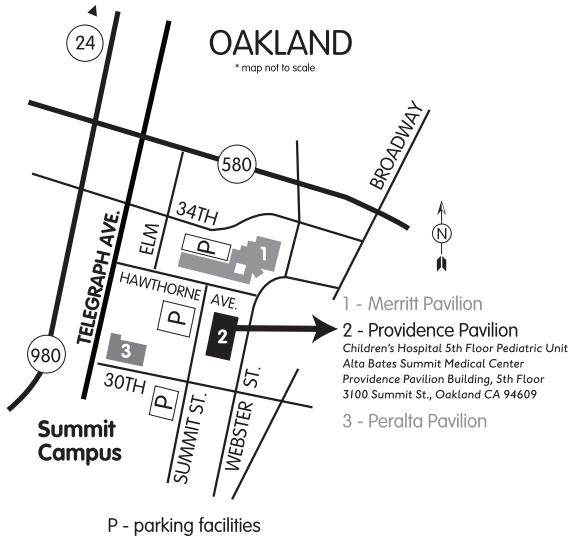 OAKLAND
* map not to scale
24
580
BROADWAY
34TH
ELM
P
1
N
TELEGRAPH AVE.
HAWTHORNE AVE.
P
2
3
980
30TH
P
SUMMIT ST.
WEBSTER ST.
1 - Merritt Pavilion
2 - Providence Pavilion
Children's Hospital 5th Floor Pediatric Unit
Alta Bates Summit Medical Center
Providence Pavilion Building, 5th Floor
3100 Summit St., Oakland CA 94609
3 - Peralta Pavilion
Summit
Campus
P - parking facilities